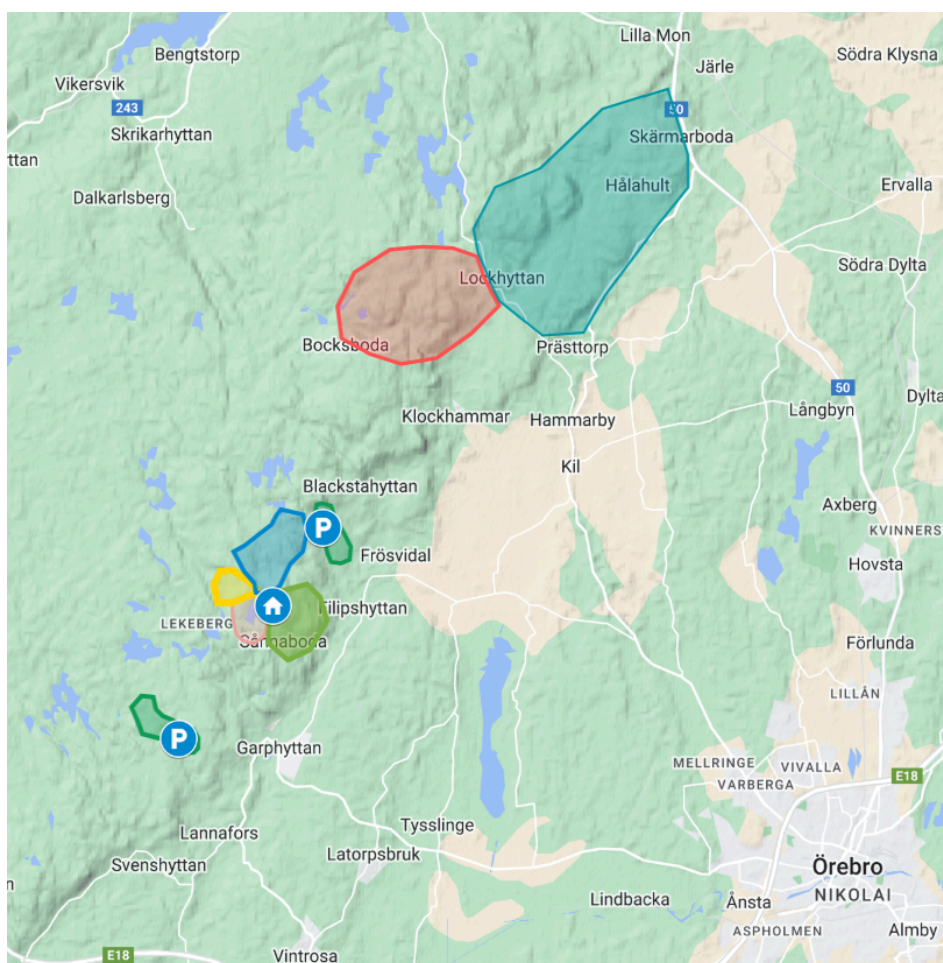 Lilla Mon
Bengtstorp
Södra Klysna
Järle
Vikersvik
243
50
Skrikarhyttan
Skärmarboda
ttan
Hålahult
Ervalla
Dalkarlsberg
Södra Dylta
Lockhyttan
Bocksboda
Prästtorp
50
Dylta
Långbyn
Klockhammar
Hammarby
Kil
Blackstahyttan
Axberg
P
KVINNERS
Frösvidal
Hovsta
Filipshyttan
LEKEBERG
Sånnaboda
Förlunda
LILLÅN
P
Garphyttan
MELLRINGE
VIVALLA
E18
VARBERGA
Lannafors
Tysslinge
Latorpsbruk
Svenshyttan
Örebro
n
NIKOLAI
Lindbacka
Ånsta
ASPHOLMEN
Almby
E18
Vintrosa